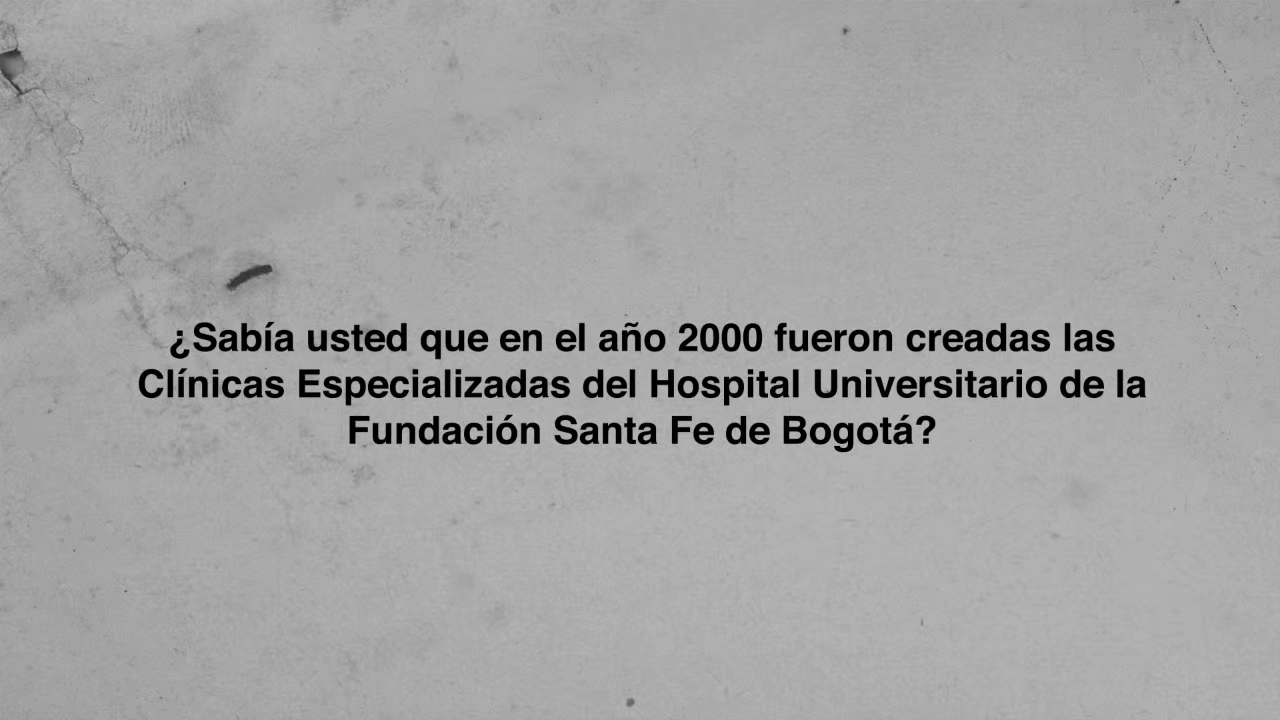 ¿Sabía usted que en el año 2000 fueron creadas las
Clínicas Especializadas del Hospital Universitario de la
Fundación Santa Fe de Bogotá?